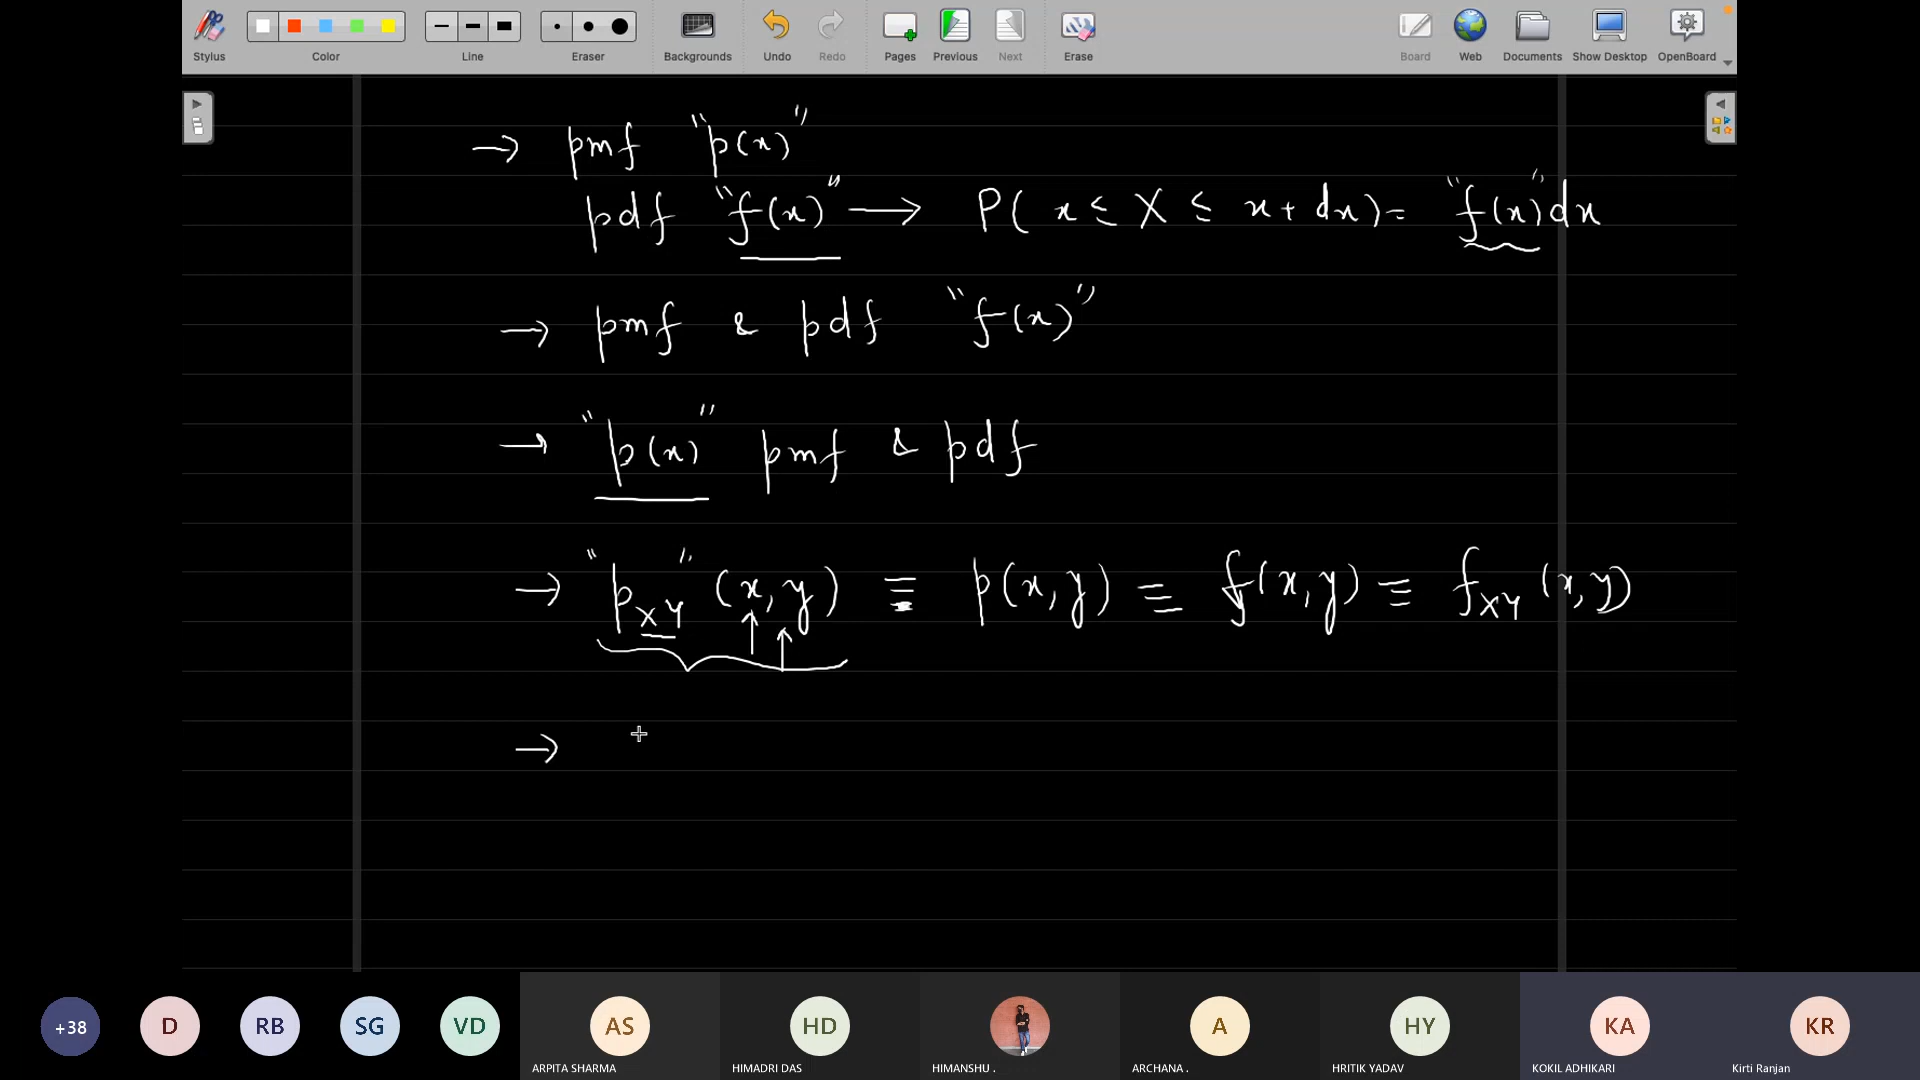 Stylus Color Line Eraser Backgrounds Undo Redo Pages Previous Next Erase Board Web Documents Show Desktop OpenBoard
→ pmf "p(x)"
pdf "f(x)" → P( x ≤ X ≤ x + dx) = "f(x)"dx
→ pmf & pdf "f(x)"
→ "p(x)" pmf & pdf
→ "p_XY"(x, y) ≡ p(x, y) ≡ f(x, y) ≡ f_XY (x, y)
→
+38 D RB SG VD AS HD A HY KA KR
ARPITA SHARMA HIMADRI DAS HIMANSHU . ARCHANA . HRITIK YADAV KOKIL ADHIKARI Kirti Ranjan